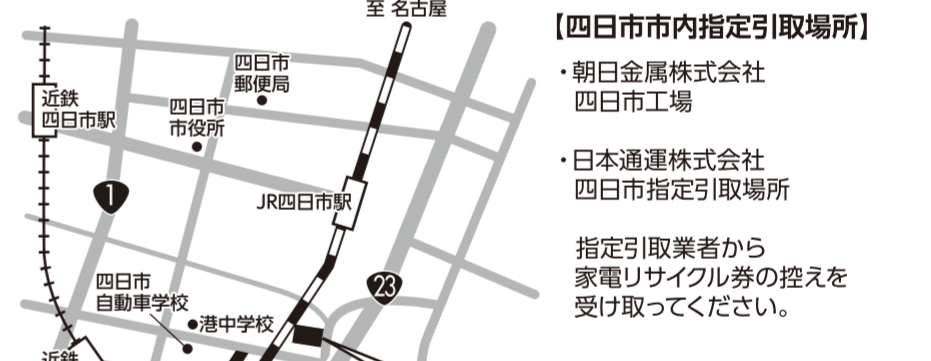 至 名古屋
四日市
郵便局
近鉄
四日市駅
四日市
市役所
1
JR四日市駅
23
四日市
自動車学校
港中学校
近鉄
【四日市市内指定引取場所】
・朝日金属株式会社
四日市工場
・日本通運株式会社
四日市指定引取場所
指定引取業者から
家電リサイクル券の控えを
受け取ってください。